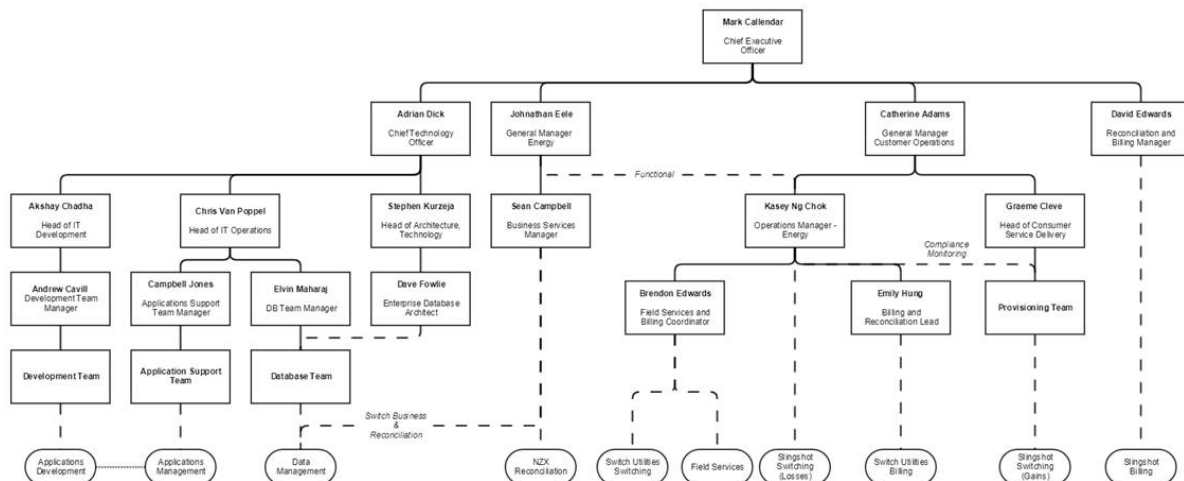 Mark Callendar
Chief Executive
Officer
Adrian Dick
Chief Technology
Officer
Johnathan Eele
General Manager
Energy
Catherine Adams
General Manager
Customer Operations
David Edwards
Reconciliation and
Billing Manager
Functional
Akshay Chadha
Head of IT
Development
Chris Van Poppel
Head of IT Operations
Stephen Kurzeja
Head of Architecture,
Technology
Sean Campbell
Business Services
Manager
Kasey Ng Chok
Operations Manager -
Energy
Graeme Cleve
Head of Consumer
Service Delivery
Compliance
Monitoring
Andrew Cavill
Development Team
Manager
Campbell Jones
Applications Support
Team Manager
Elvin Maharaj
DB Team Manager
Dave Fowlie
Enterprise Database
Architect
Brendon Edwards
Field Services and
Billing Coordinator
Emily Hung
Billing and
Reconciliation Lead
Provisioning Team
Development Team
Application Support
Team
Database Team
Switch Business
&
Reconciliation
Applications
Development
Applications
Management
Data
Management
NZX
Reconciliation
Switch Utilities
Switching
Field Services
Slingshot
Switching
(Losses)
Switch Utilities
Billing
Slingshot
Switching
(Gains)
Slingshot
Billing